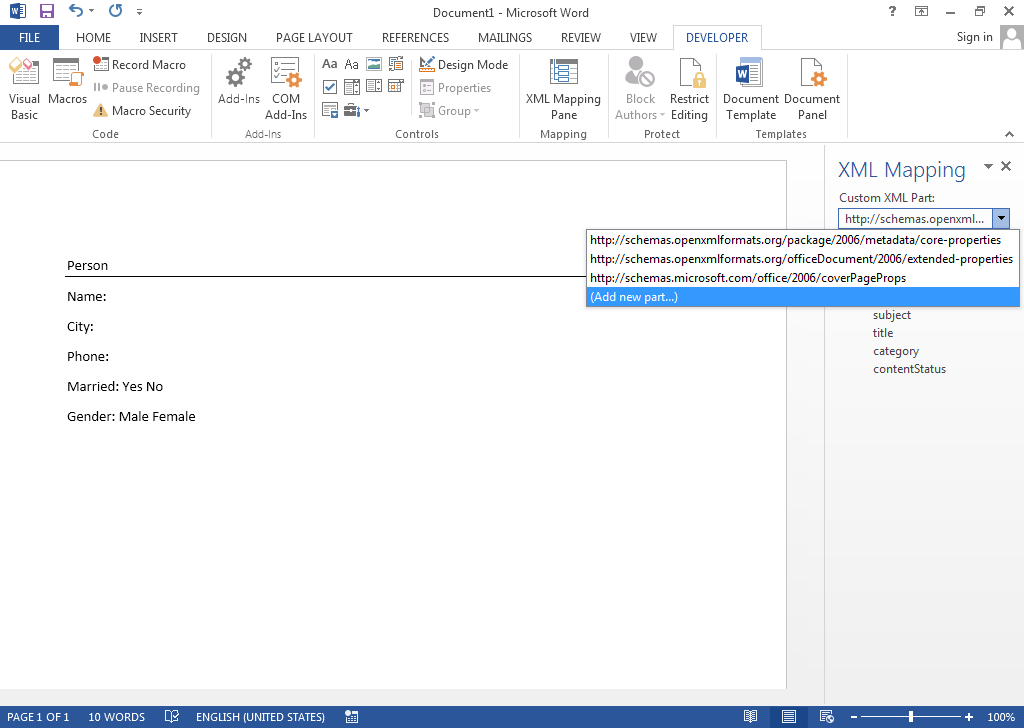 Document1 - Microsoft Word
?
FILE HOME INSERT DESIGN PAGE LAYOUT REFERENCES MAILINGS REVIEW VIEW DEVELOPER Sign in
Visual Basic
Macros
Record Macro
Pause Recording
Macro Security
Code
Add-Ins
COM Add-Ins
Add-Ins
Aa Aa
Controls
Design Mode
Properties
Group
XML Mapping Pane
Mapping
Block Authors
Restrict Editing
Protect
Document Template
Document Panel
Templates
XML Mapping
Custom XML Part:
http://schemas.openxml...
http://schemas.openxmlformats.org/package/2006/metadata/core-properties
http://schemas.openxmlformats.org/officeDocument/2006/extended-properties
http://schemas.microsoft.com/office/2006/coverPageProps
(Add new part...)
subject
title
category
contentStatus
Person
Name:
City:
Phone:
Married: Yes No
Gender: Male Female
PAGE 1 OF 1 10 WORDS ENGLISH (UNITED STATES) 100%